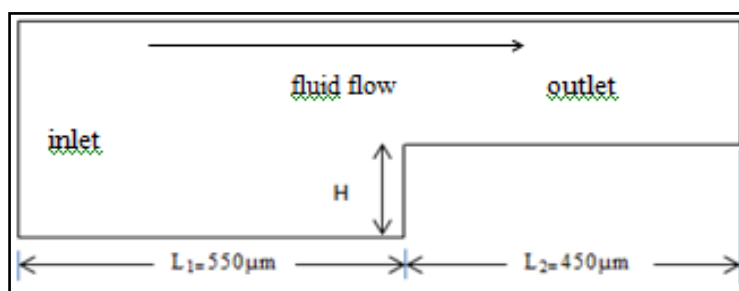 fluid flow
outlet
inlet
H
L1=550μm
L2=450μm